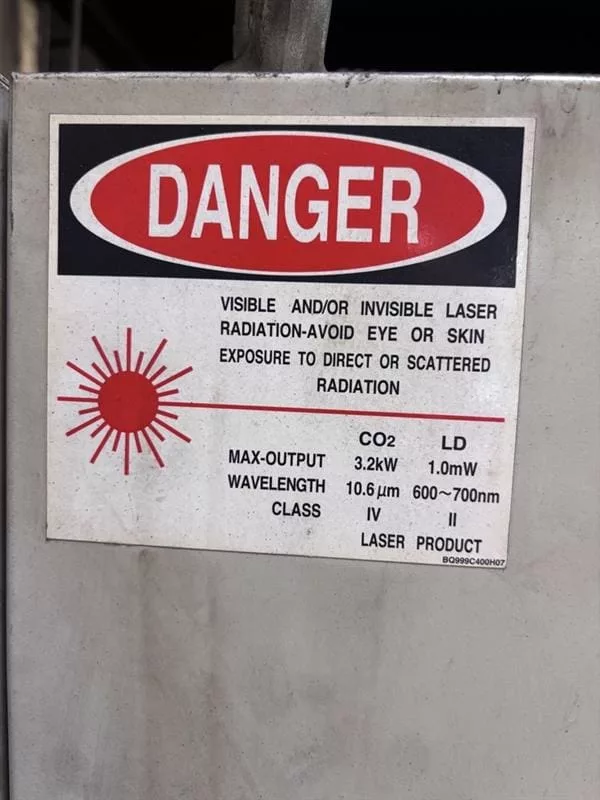 DANGER
VISIBLE AND/OR INVISIBLE LASER
RADIATION-AVOID EYE OR SKIN
EXPOSURE TO DIRECT OR SCATTERED
RADIATION
CO2 LD
MAX-OUTPUT 3.2kW 1.0mW
WAVELENGTH 10.6μm 600~700nm
CLASS IV II
LASER PRODUCT
BQ999C400H07